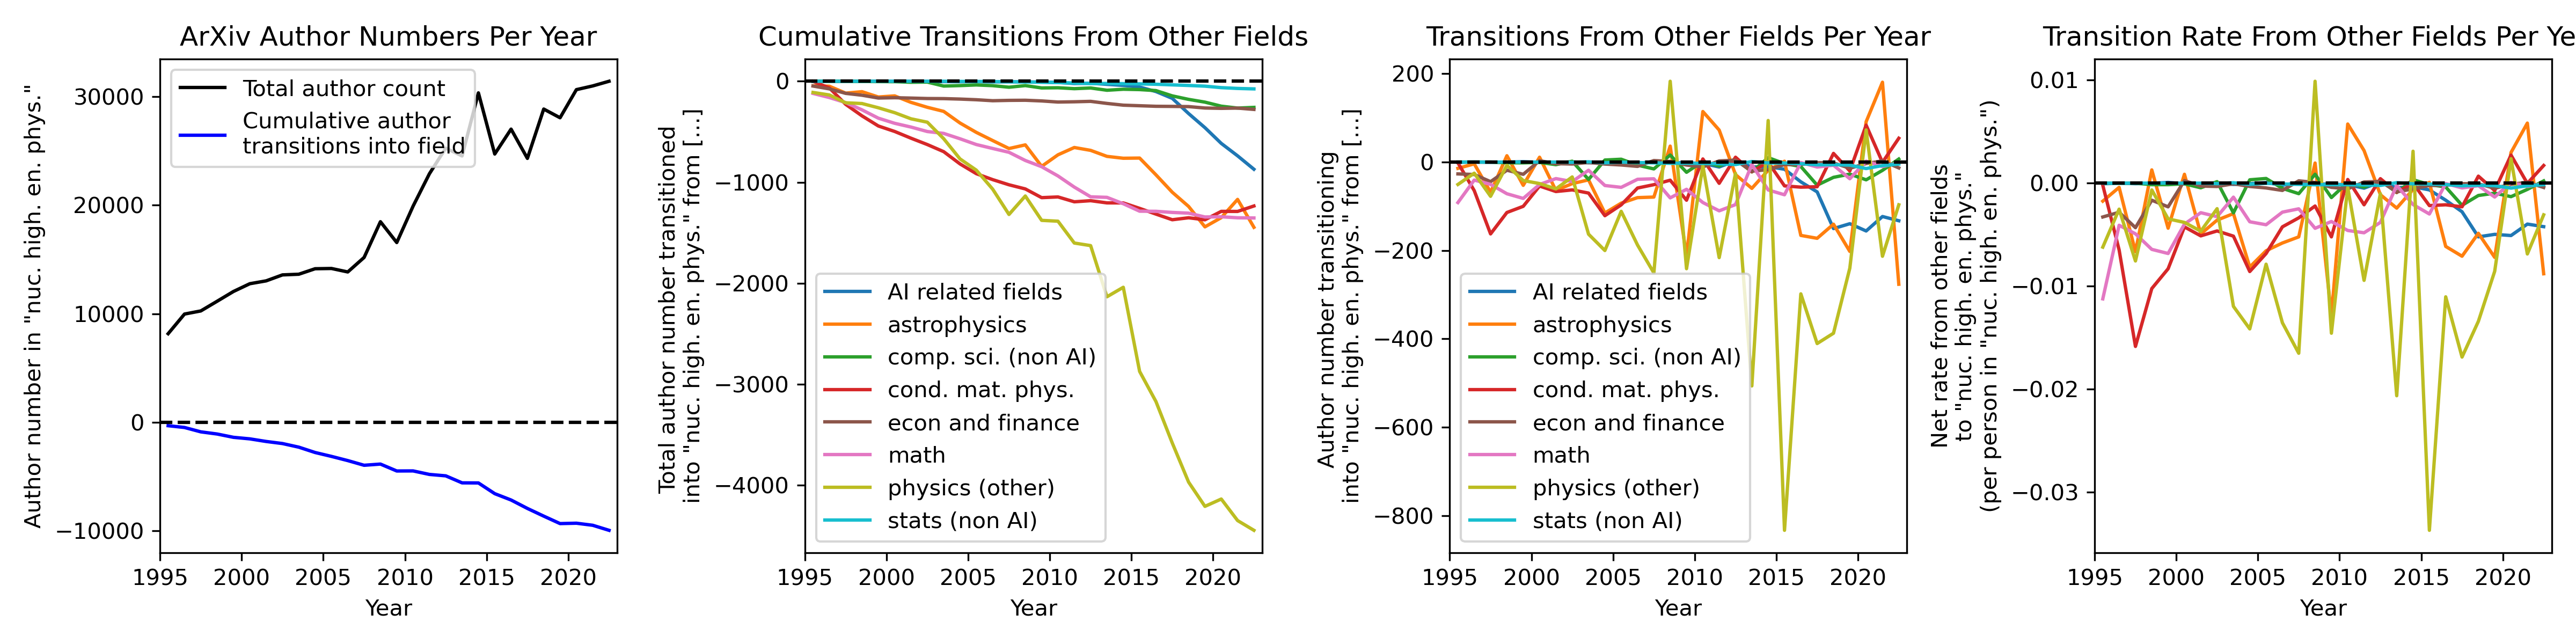 ArXiv Author Numbers Per Year
Author number in "nuc. high. en. phys."
30000
20000
10000
0
−10000
Total author count
Cumulative author
transitions into field
1995
2000
2005
2010
2015
2020
Year
Cumulative Transitions From Other Fields
Total author number transitioned
into "nuc. high. en. phys." from [...]
0
−1000
−2000
−3000
−4000
AI related fields
astrophysics
comp. sci. (non AI)
cond. mat. phys.
econ and finance
math
physics (other)
stats (non AI)
1995
2000
2005
2010
2015
2020
Year
Transitions From Other Fields Per Year
Author number transitioning
into "nuc. high. en. phys." from [...]
200
0
−200
−400
−600
−800
AI related fields
astrophysics
comp. sci. (non AI)
cond. mat. phys.
econ and finance
math
physics (other)
stats (non AI)
1995
2000
2005
2010
2015
2020
Year
Transition Rate From Other Fields Per Ye
Net rate from other fields
to "nuc. high. en. phys."
(per person in "nuc. high. en. phys.")
0.01
0.00
−0.01
−0.02
−0.03
1995
2000
2005
2010
2015
2020
Year